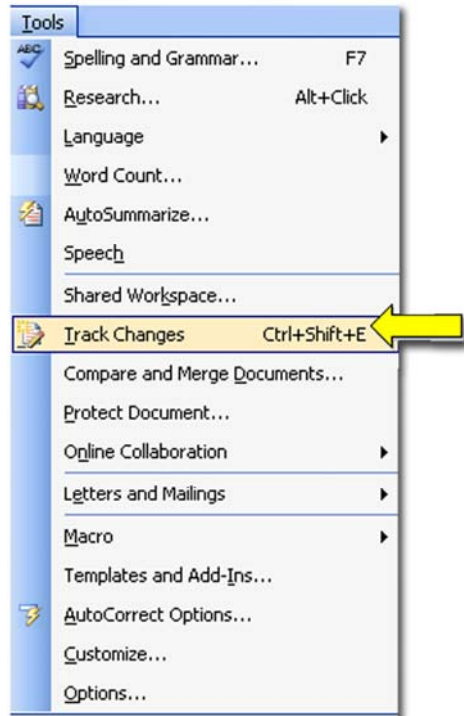 Tools
ABC
Spelling and Grammar... F7
Research... Alt+Click
Language
Word Count...
AutoSummarize...
Speech
Shared Workspace...
Track Changes Ctrl+Shift+E
Compare and Merge Documents...
Protect Document...
Online Collaboration
Letters and Mailings
Macro
Templates and Add-Ins...
AutoCorrect Options...
Customize...
Options...